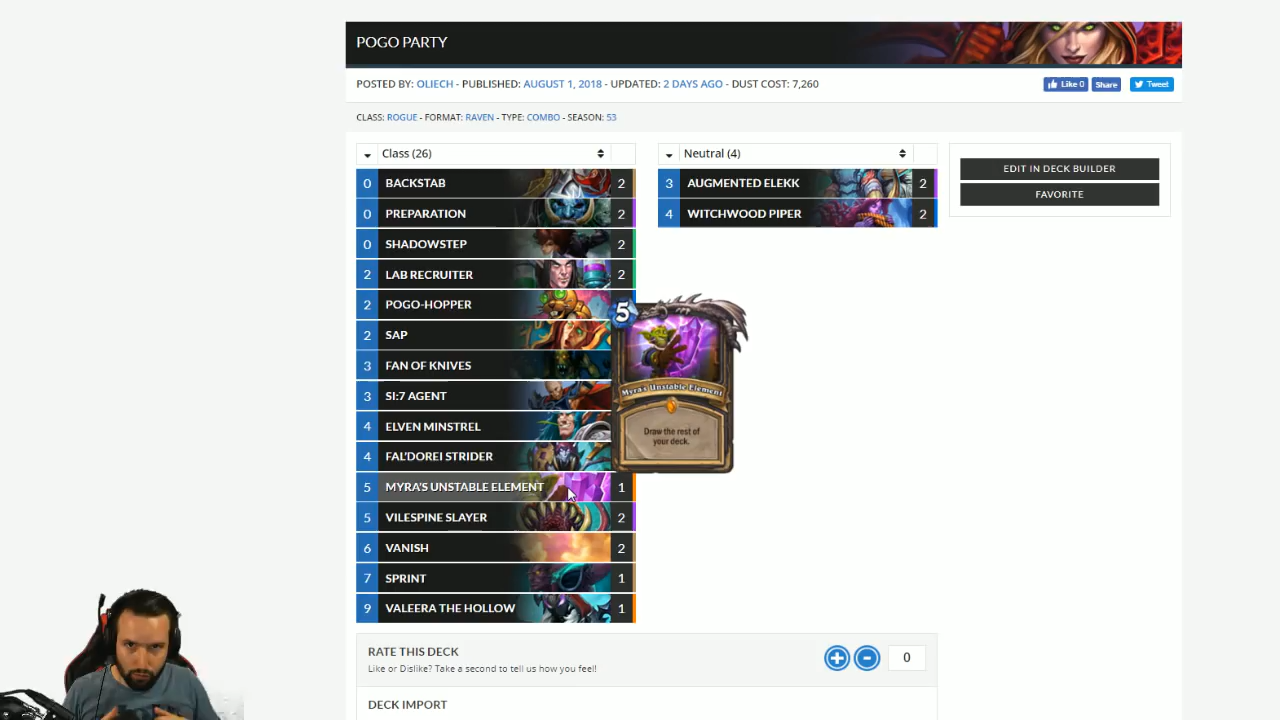 POGO PARTY
POSTED BY: OLIECH - PUBLISHED: AUGUST 1, 2018 - UPDATED: 2 DAYS AGO - DUST COST: 7,260
Like 0 Share Tweet
CLASS: ROGUE - FORMAT: RAVEN - TYPE: COMBO - SEASON: 53
Class (26)
0 BACKSTAB 2
0 PREPARATION 2
0 SHADOWSTEP 2
2 LAB RECRUITER 2
2 POGO-HOPPER
2 SAP
3 FAN OF KNIVES
3 SI:7 AGENT
4 ELVEN MINSTREL
4 FAL'DOREI STRIDER
5 MYRA'S UNSTABLE ELEMENT 1
5 VILESPINE SLAYER 2
6 VANISH 2
7 SPRINT 1
9 VALEERA THE HOLLOW 1
5
Myra's Unstable Element
Draw the rest of
your deck.
Neutral (4)
3 AUGMENTED ELEKK 2
4 WITCHWOOD PIPER 2
EDIT IN DECK BUILDER
FAVORITE
RATE THIS DECK
Like or Dislike? Take a second to tell us how you feel!
0
DECK IMPORT